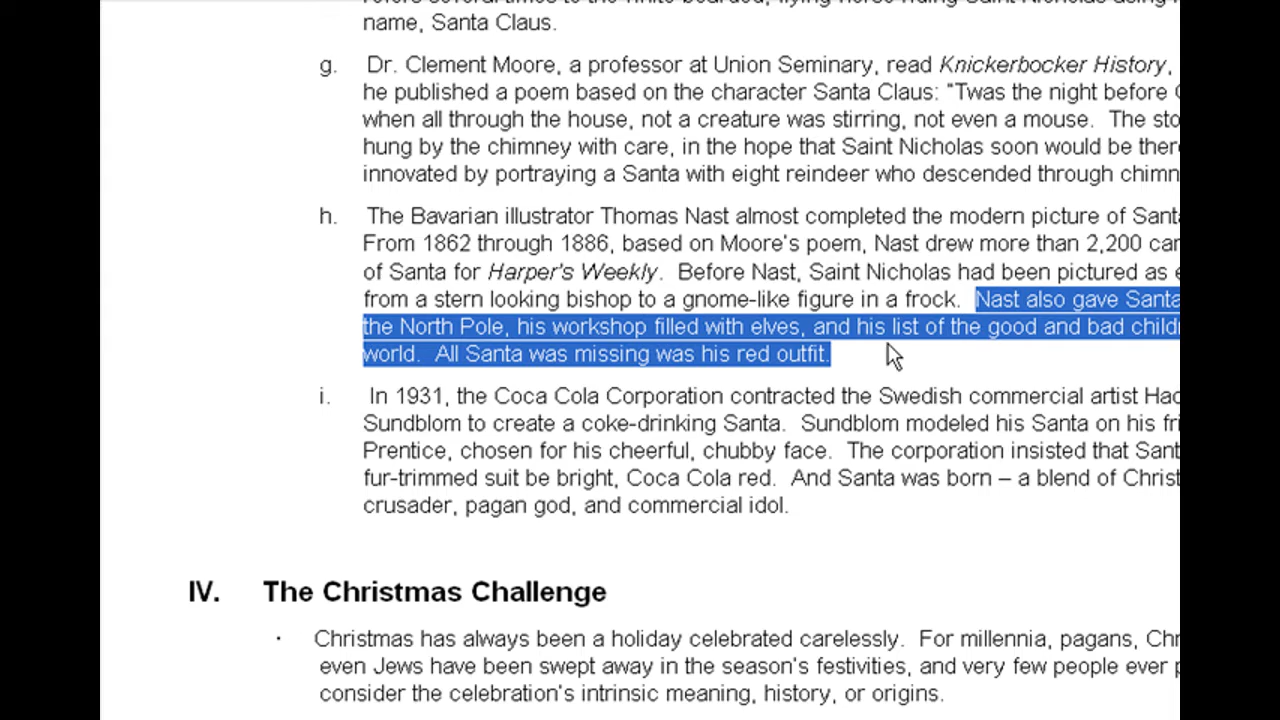 name, Santa Claus.
g. Dr. Clement Moore, a professor at Union Seminary, read Knickerbocker History,
he published a poem based on the character Santa Claus: “Twas the night before
when all through the house, not a creature was stirring, not even a mouse. The
hung by the chimney with care, in the hope that Saint Nicholas soon would be
innovated by portraying a Santa with eight reindeer who descended through
h. The Bavarian illustrator Thomas Nast almost completed the modern picture of
From 1862 through 1886, based on Moore’s poem, Nast drew more than 2,200
of Santa for Harper’s Weekly. Before Nast, Saint Nicholas had been pictured as
from a stern looking bishop to a gnome-like figure in a frock. Nast also gave Santa
the North Pole, his workshop filled with elves, and his list of the good and bad
world. All Santa was missing was his red outfit.
i. In 1931, the Coca Cola Corporation contracted the Swedish commercial artist
Sundblom to create a coke-drinking Santa. Sundblom modeled his Santa on his
Prentice, chosen for his cheerful, chubby face. The corporation insisted that
fur-trimmed suit be bright, Coca Cola red. And Santa was born – a blend of
crusader, pagan god, and commercial idol.
IV. The Christmas Challenge
· Christmas has always been a holiday celebrated carelessly. For millennia, pagans,
even Jews have been swept away in the season’s festivities, and very few people ever
consider the celebration’s intrinsic meaning, history, or origins.